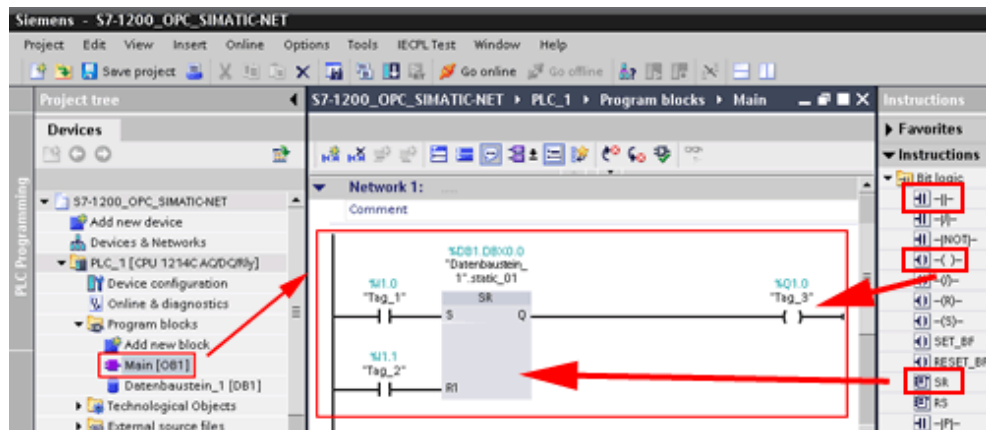 Siemens - S7-1200_OPC_SIMATIC-NET
Project Edit View Insert Online Options Tools IECPL Test Window Help
Save project Go online Go offline
Project tree
S7-1200_OPC_SIMATIC-NET PLC_1 Program blocks Main
Instructions
Devices
Favorites
Instructions
PLC Programming
S7-1200_OPC_SIMATIC-NET
Add new device
Devices & Networks
PLC_1 [CPU 1214C AC/DC/Rly]
Device configuration
Online & diagnostics
Program blocks
Add new block
Main [OB1]
Datenbaustein_1 [DB1]
Technological Objects
External source files
Network 1: .....
Comment
%DB1.DBX0.0
"Datenbaustein_
1".static_01
%I1.0
"Tag_1"
SR
S Q
%Q1.0
"Tag_3"
%I1.1
"Tag_2"
R1
Bit logic
-| |-
-|/|-
-|NOT|-
-( )-
-(/)-
-(R)-
-(S)-
SET_BF
RESET_BF
SR
RS
-|P|-